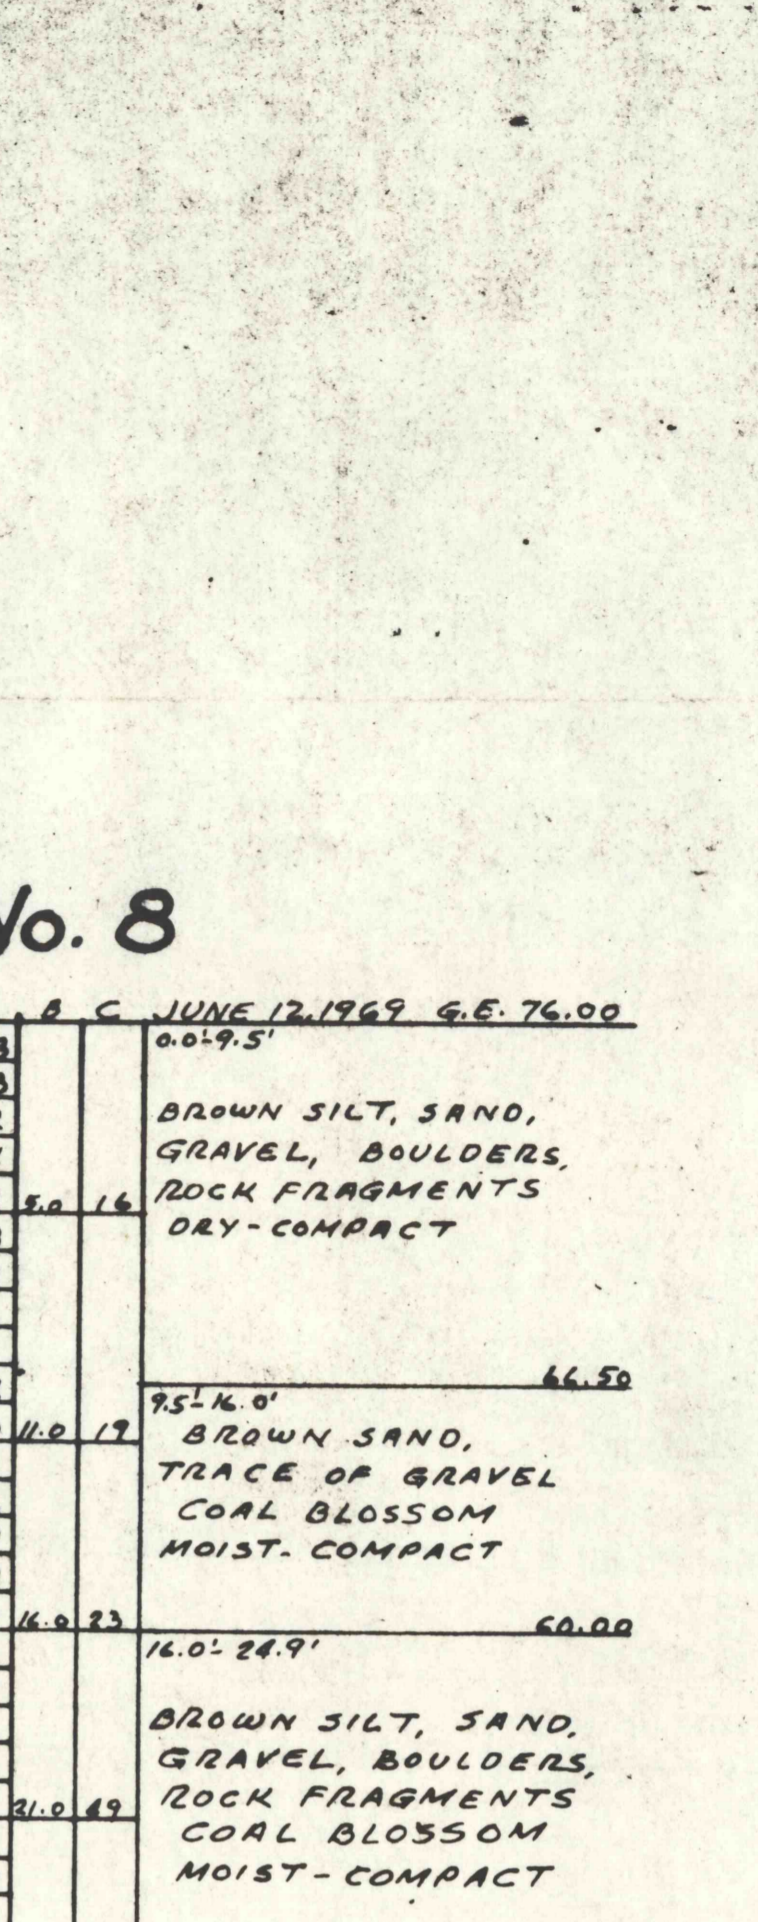 No. 8
B C JUNE 12, 1969 G.E. 76.00
0.0'-9.5'
BROWN SILT, SAND,
GRAVEL, BOULDERS,
5.0 16 ROCK FRAGMENTS
DRY-COMPACT
66.50
9.5'-16.0'
11.0 19 BROWN SAND,
TRACE OF GRAVEL
COAL BLOSSOM
MOIST-COMPACT
16.0 23 60.00
16.0'-24.9'
BROWN SILT, SAND,
GRAVEL, BOULDERS,
ROCK FRAGMENTS
21.0 49
COAL BLOSSOM
MOIST-COMPACT